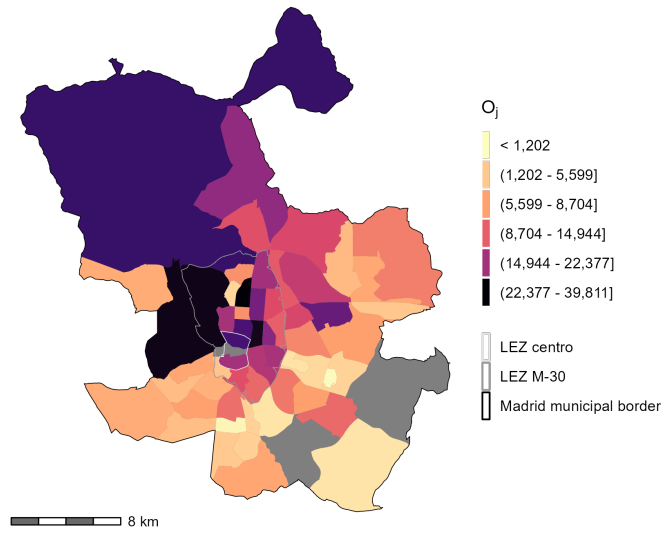 Oj
< 1,202
(1,202 - 5,599]
(5,599 - 8,704]
(8,704 - 14,944]
(14,944 - 22,377]
(22,377 - 39,811]
LEZ centro
LEZ M-30
Madrid municipal border
8 km